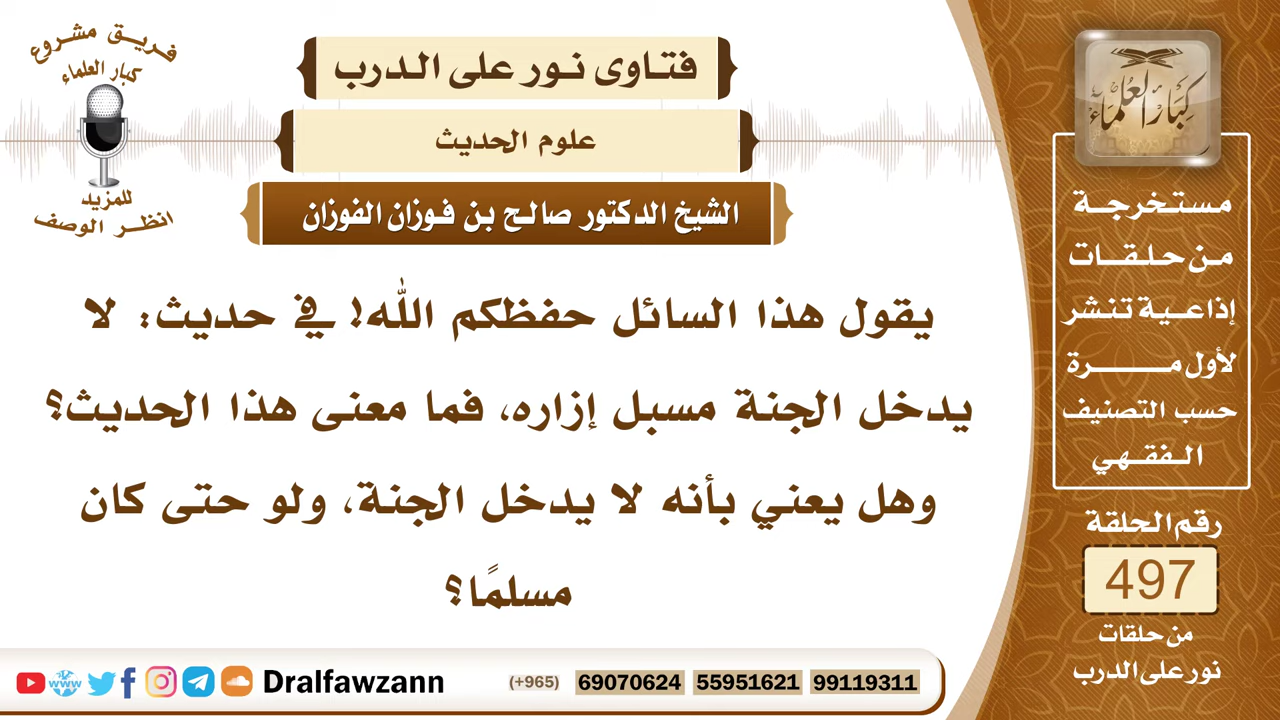 فريق مشروع
كبار العلماء
للمزيد
انظر الوصف
فتاوى نور على الدرب
علوم الحديث
الشيخ الدكتور صالح بن فوزان الفوزان
يقول هذا السائل حفظكم الله! في حديث: لا
يدخل الجنة مسبل إزاره، فما معنى هذا الحديث؟
وهل يعني بأنه لا يدخل الجنة، ولو حتى كان
مسلمًا؟
كبار العلماء
مستخرجة
من حلقات
إذاعية تنشر
لأول مرة
حسب التصنيف
الفقهي
رقم الحلقة
497
من حلقات
نور على الدرب
www Dralfawzann (+965) 69070624 55951621 99119311